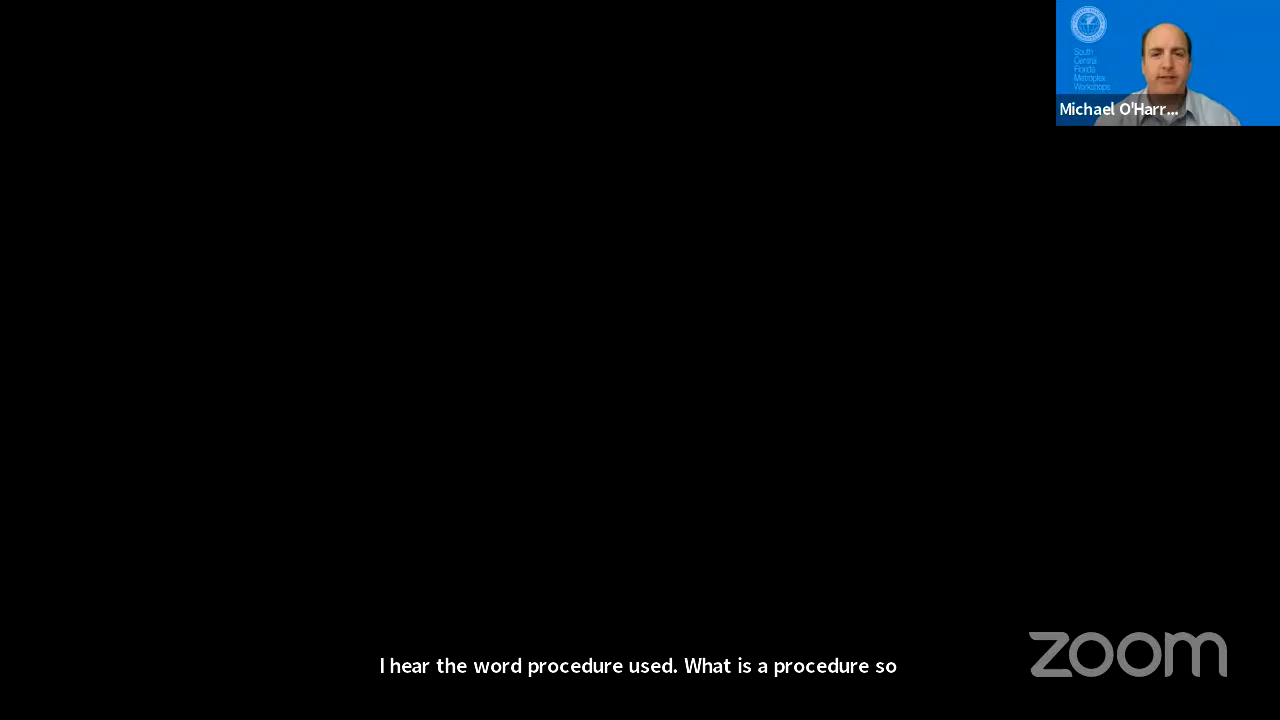 South
Central
Florida
Metroplex
Workshops
Michael O'Harr...
I hear the word procedure used. What is a procedure so
zoom